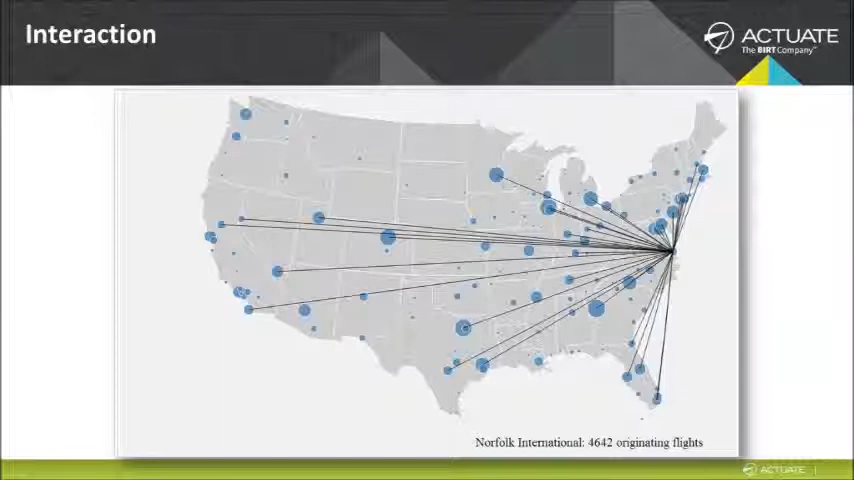 Interaction
ACTUATE
The BIRT Company™
Norfolk International: 4642 originating flights
ACTUATE